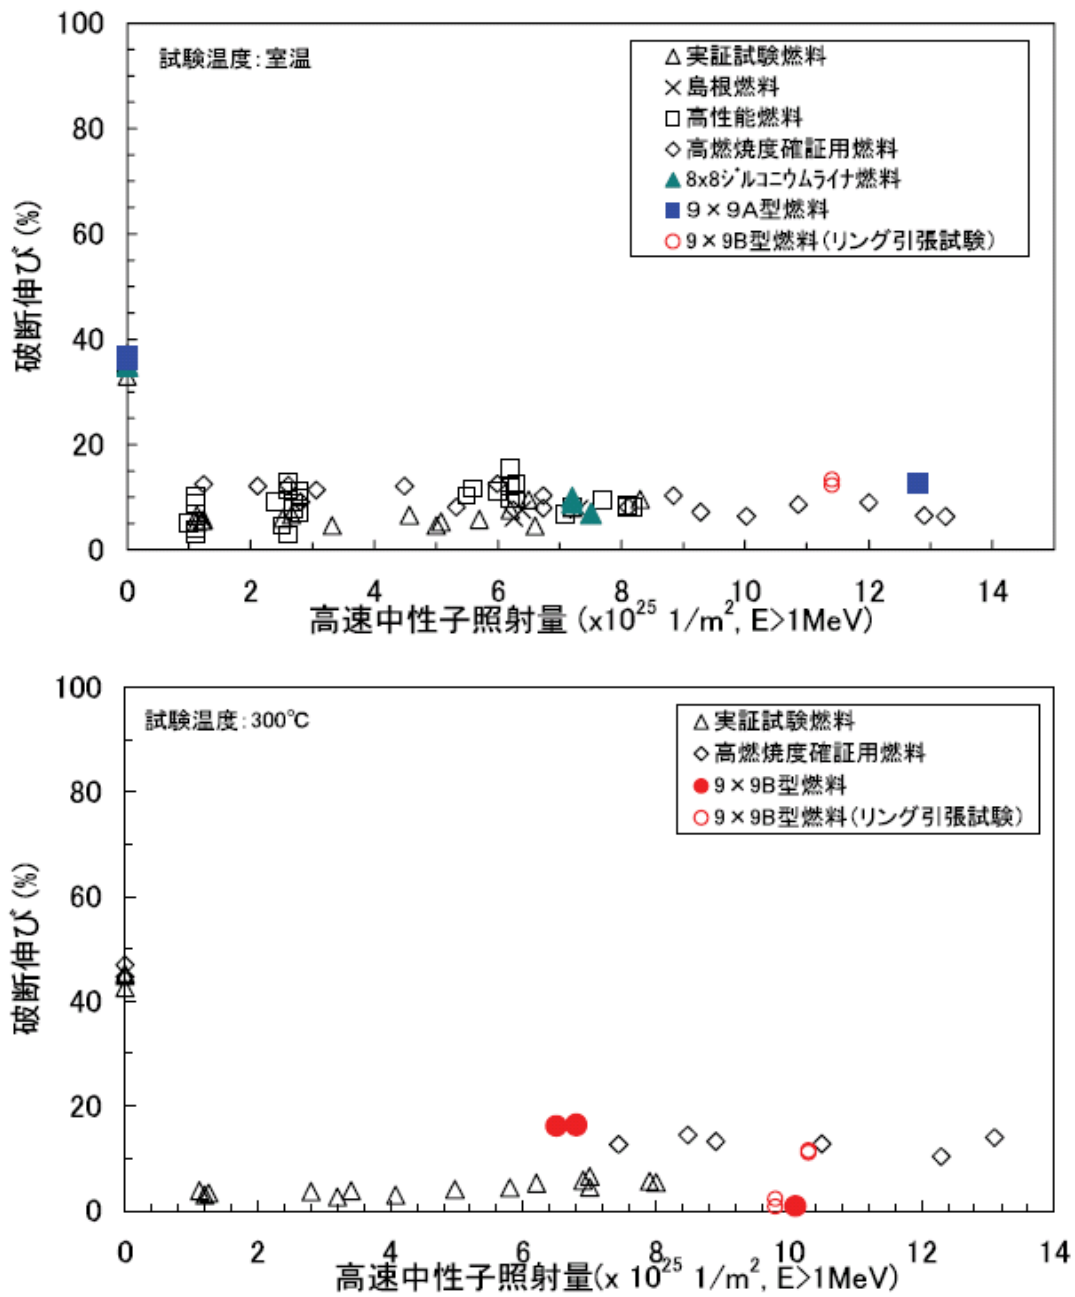 100
80
60
40
20
0
破断伸び (%)
試験温度：室温
実証試験燃料
島根燃料
高性能燃料
高燃焼度確証用燃料
8x8ｼﾞﾙｺﾆｳﾑﾗｲﾅ燃料
９×９A型燃料
９×９B型燃料（リング引張試験）
0 2 4 6 8 10 12 14
高速中性子照射量 (x10²⁵ 1/m², E>1MeV)
100
80
60
40
20
0
破断伸び (%)
試験温度：300℃
実証試験燃料
高燃焼度確証用燃料
９×９B型燃料
９×９B型燃料（リング引張試験）
0 2 4 6 8 10 12 14
高速中性子照射量(x 10²⁵ 1/m², E>1MeV)